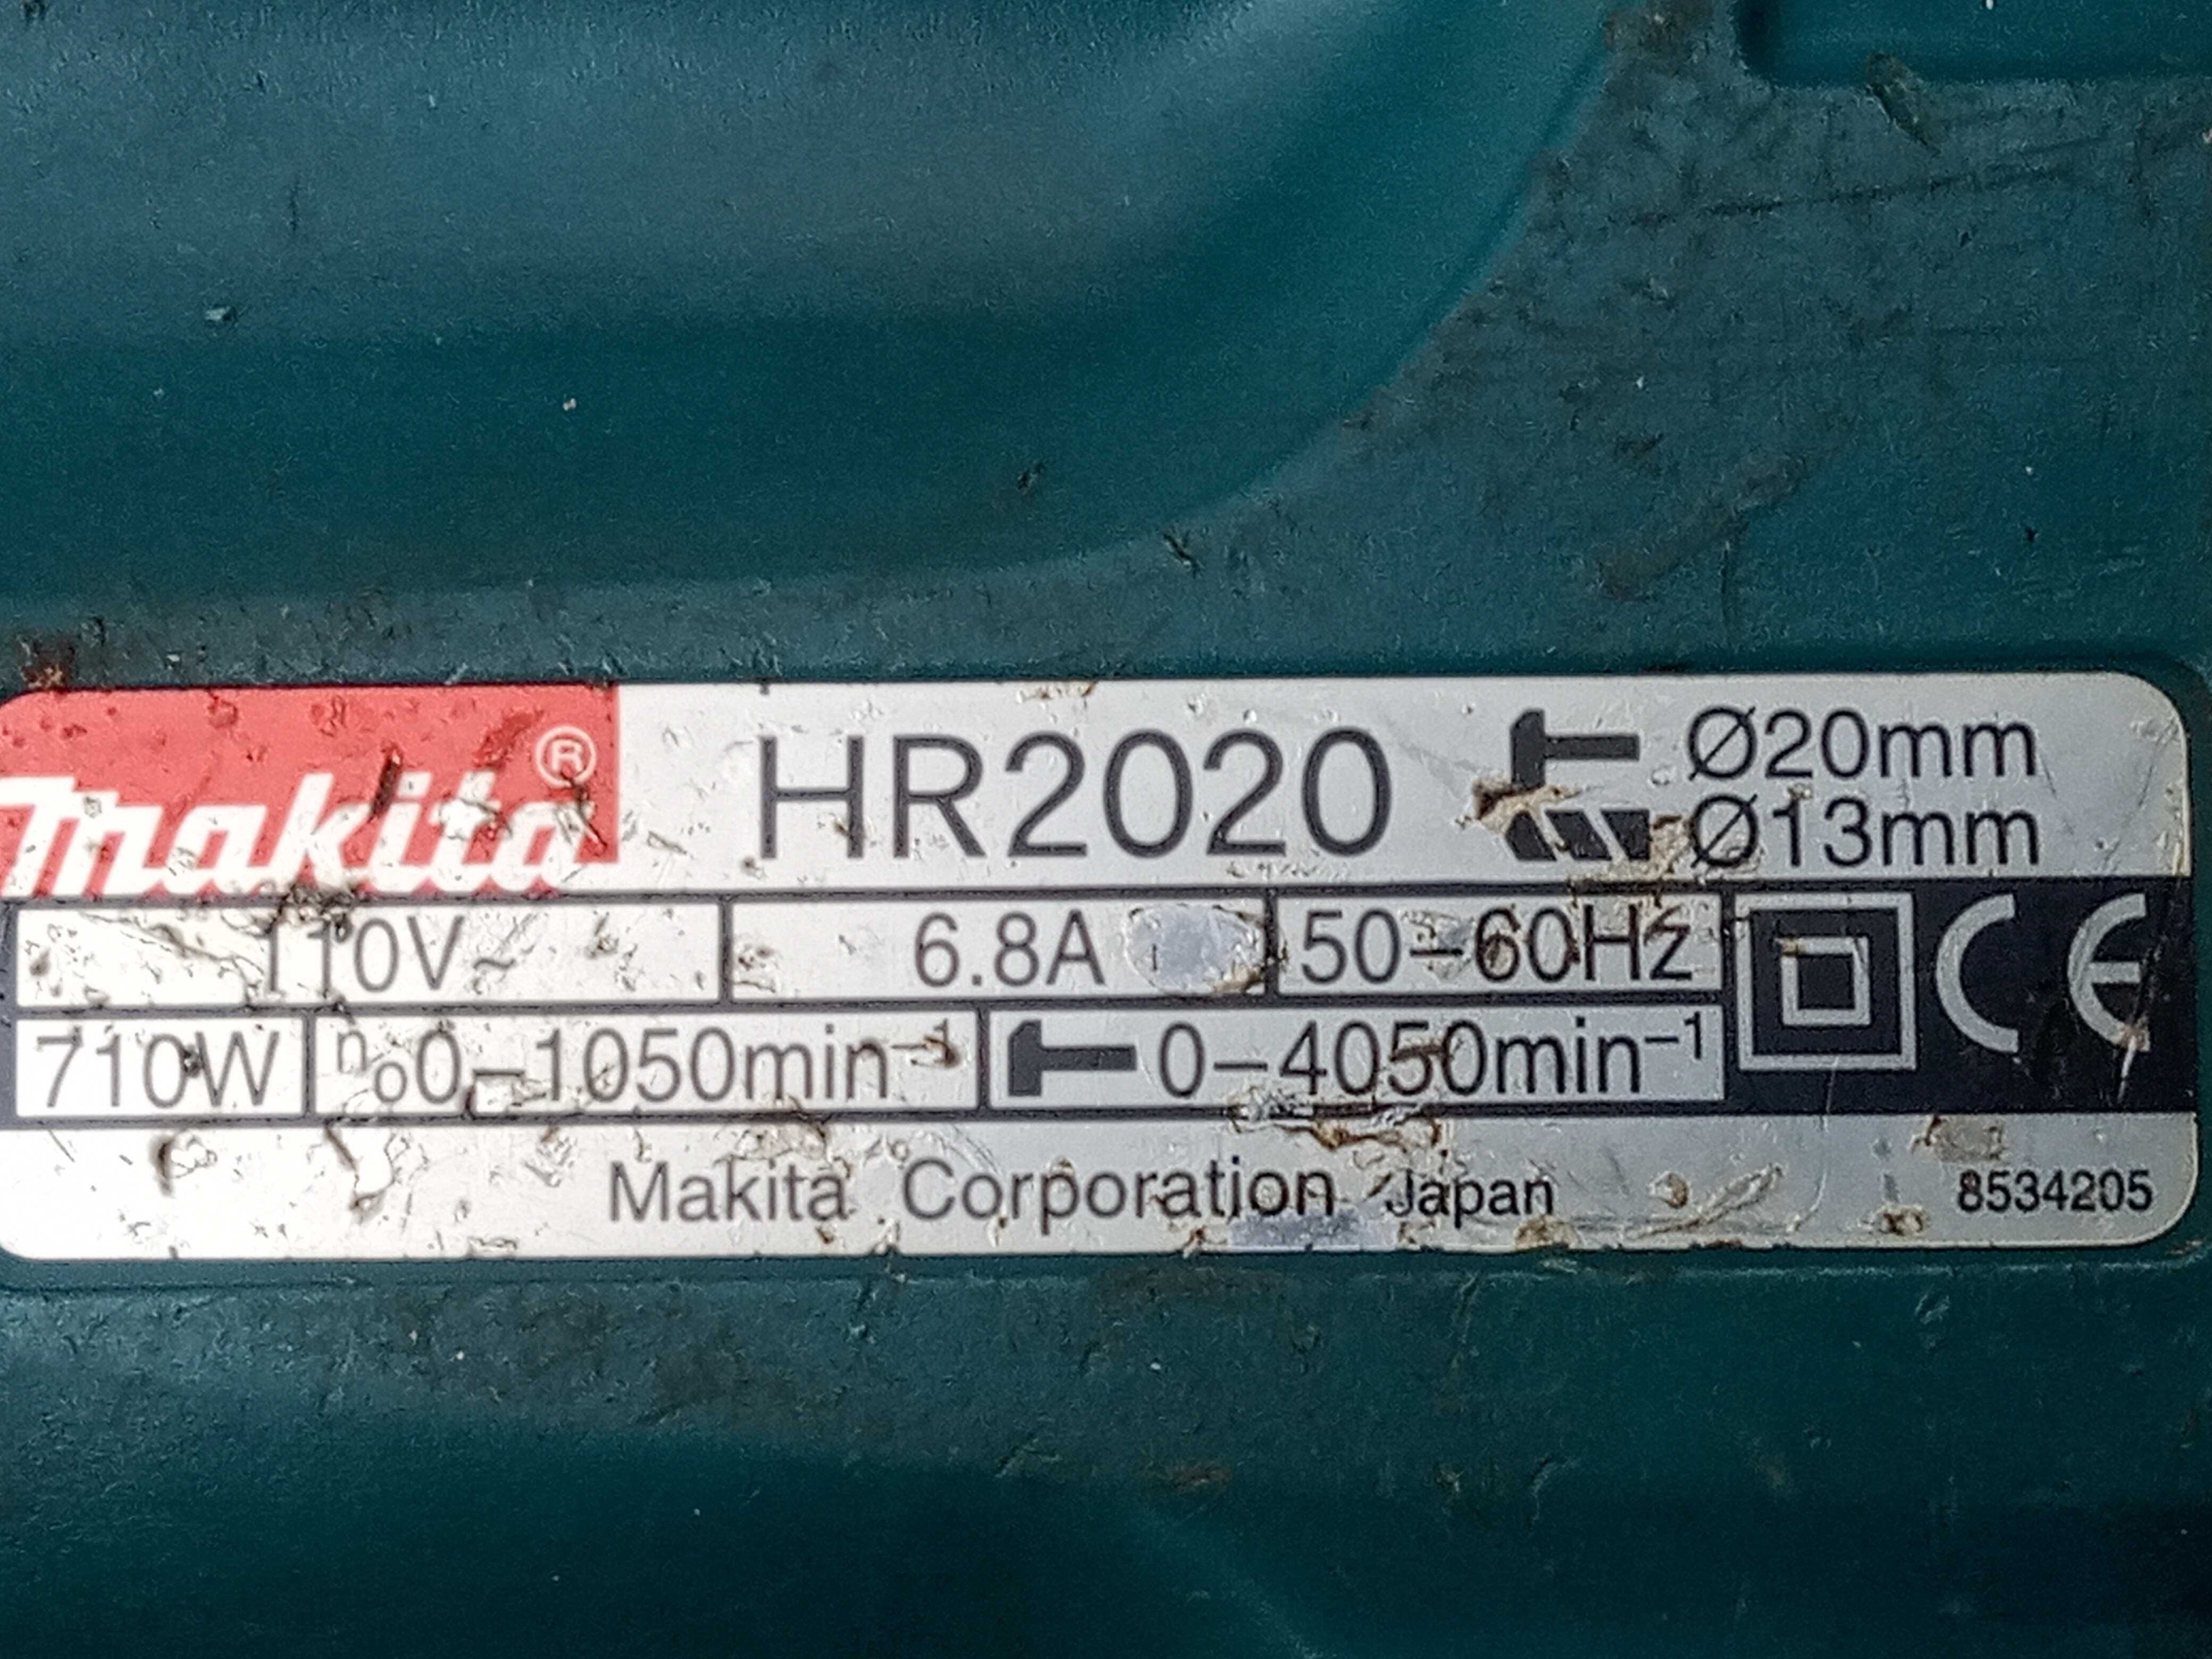 makita® HR2020 Ø20mm
Ø13mm
110V~ 6.8A 50–60Hz CE
710W n₀0–1050min⁻¹ 0–4050min⁻¹
Makita Corporation Japan 8534205